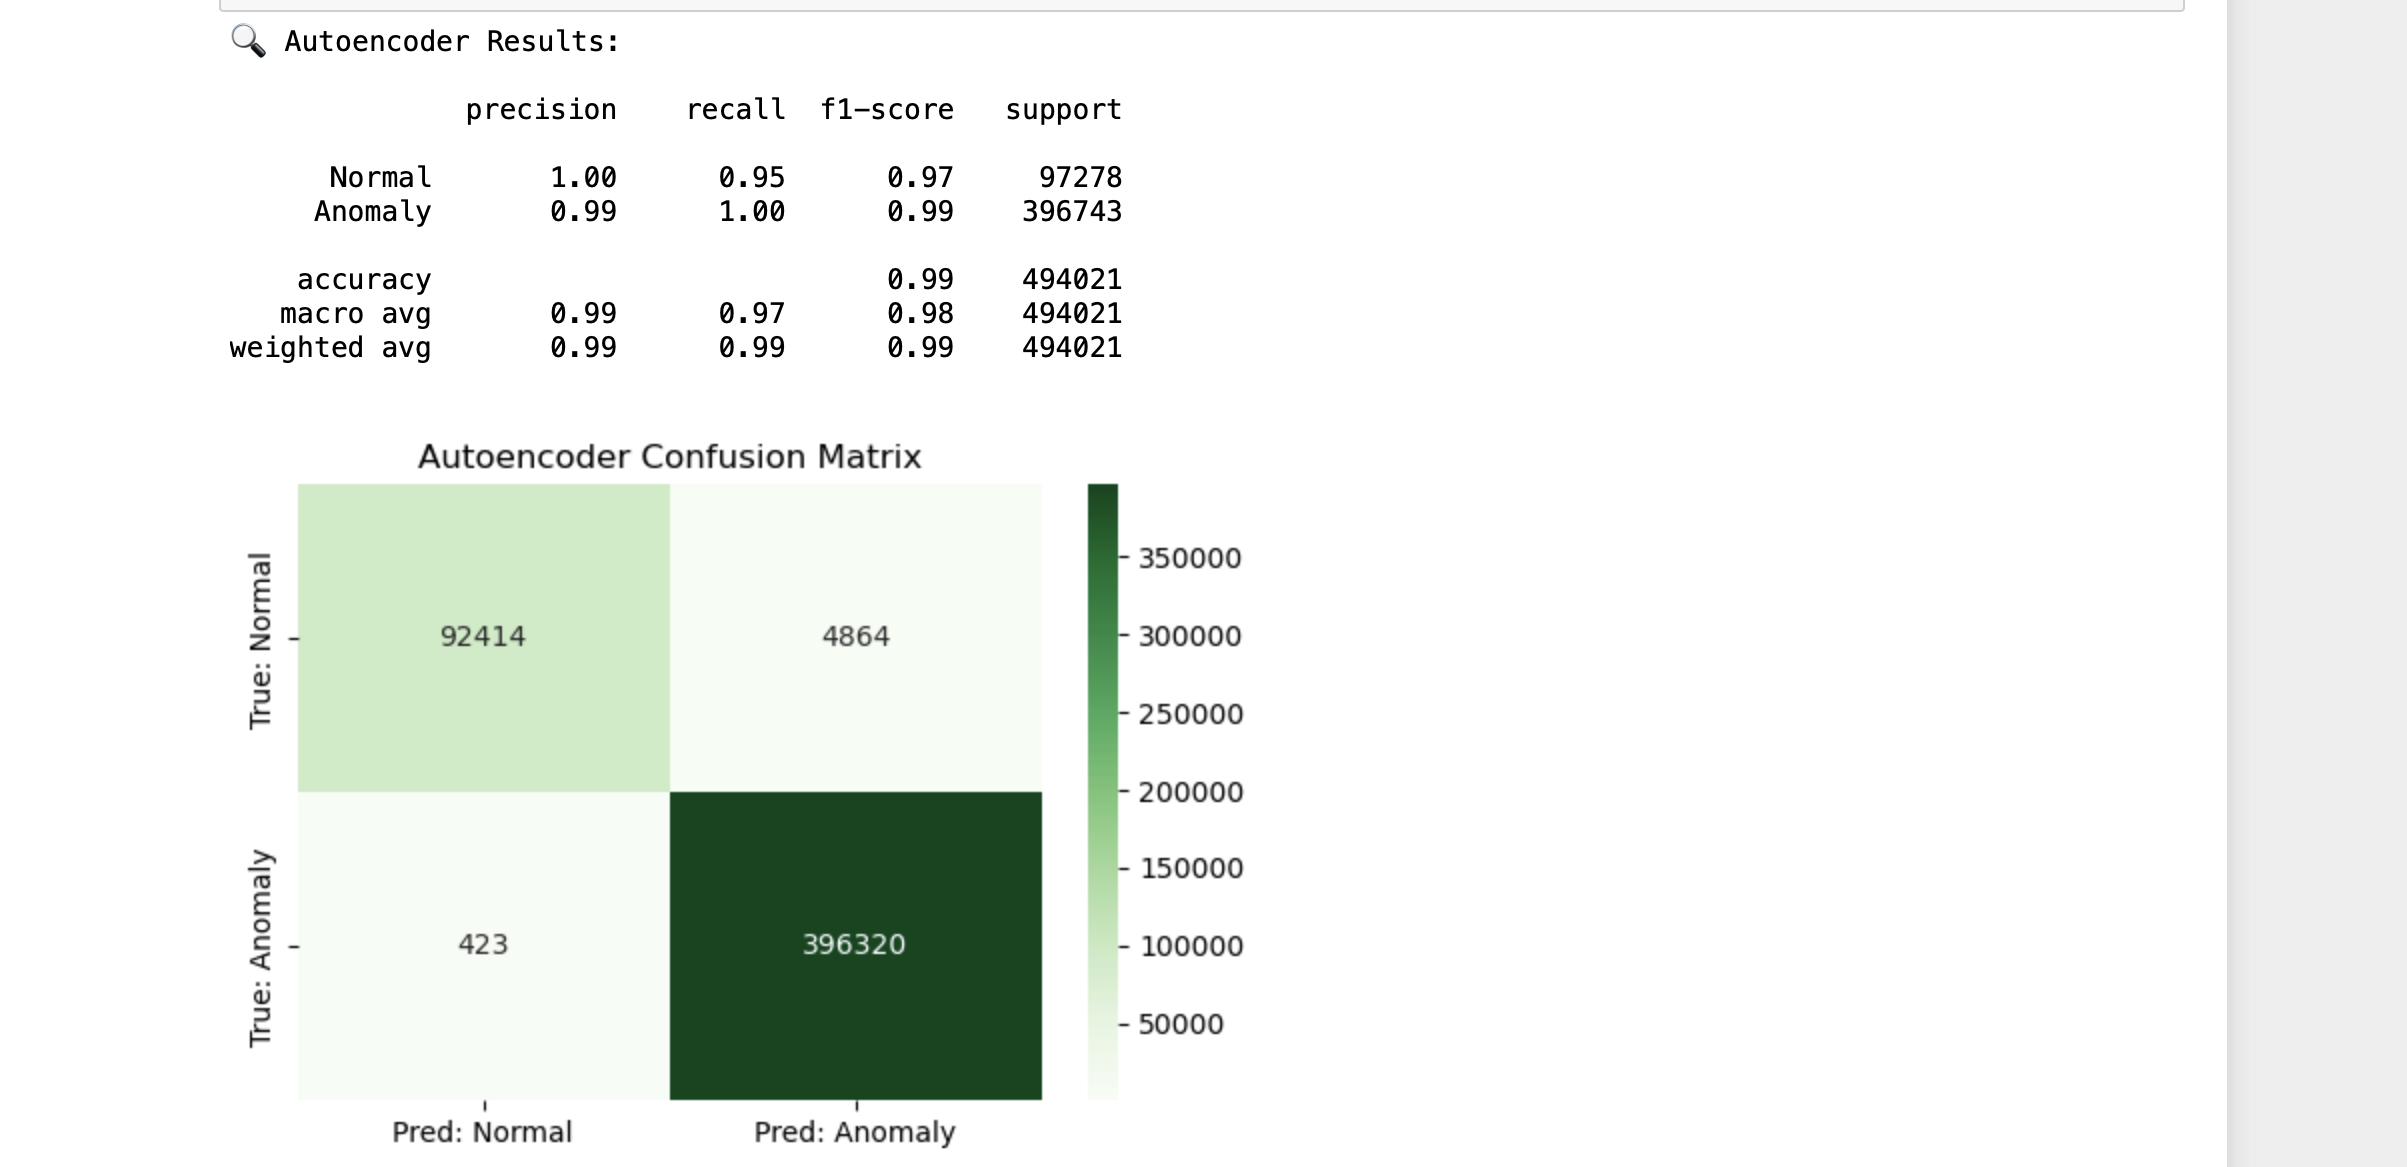 🔍 Autoencoder Results:
precision recall f1-score support
Normal 1.00 0.95 0.97 97278
Anomaly 0.99 1.00 0.99 396743
accuracy 0.99 494021
macro avg 0.99 0.97 0.98 494021
weighted avg 0.99 0.99 0.99 494021
Autoencoder Confusion Matrix
True: Normal
92414 4864
True: Anomaly
423 396320
Pred: Normal Pred: Anomaly
350000
300000
250000
200000
150000
100000
50000